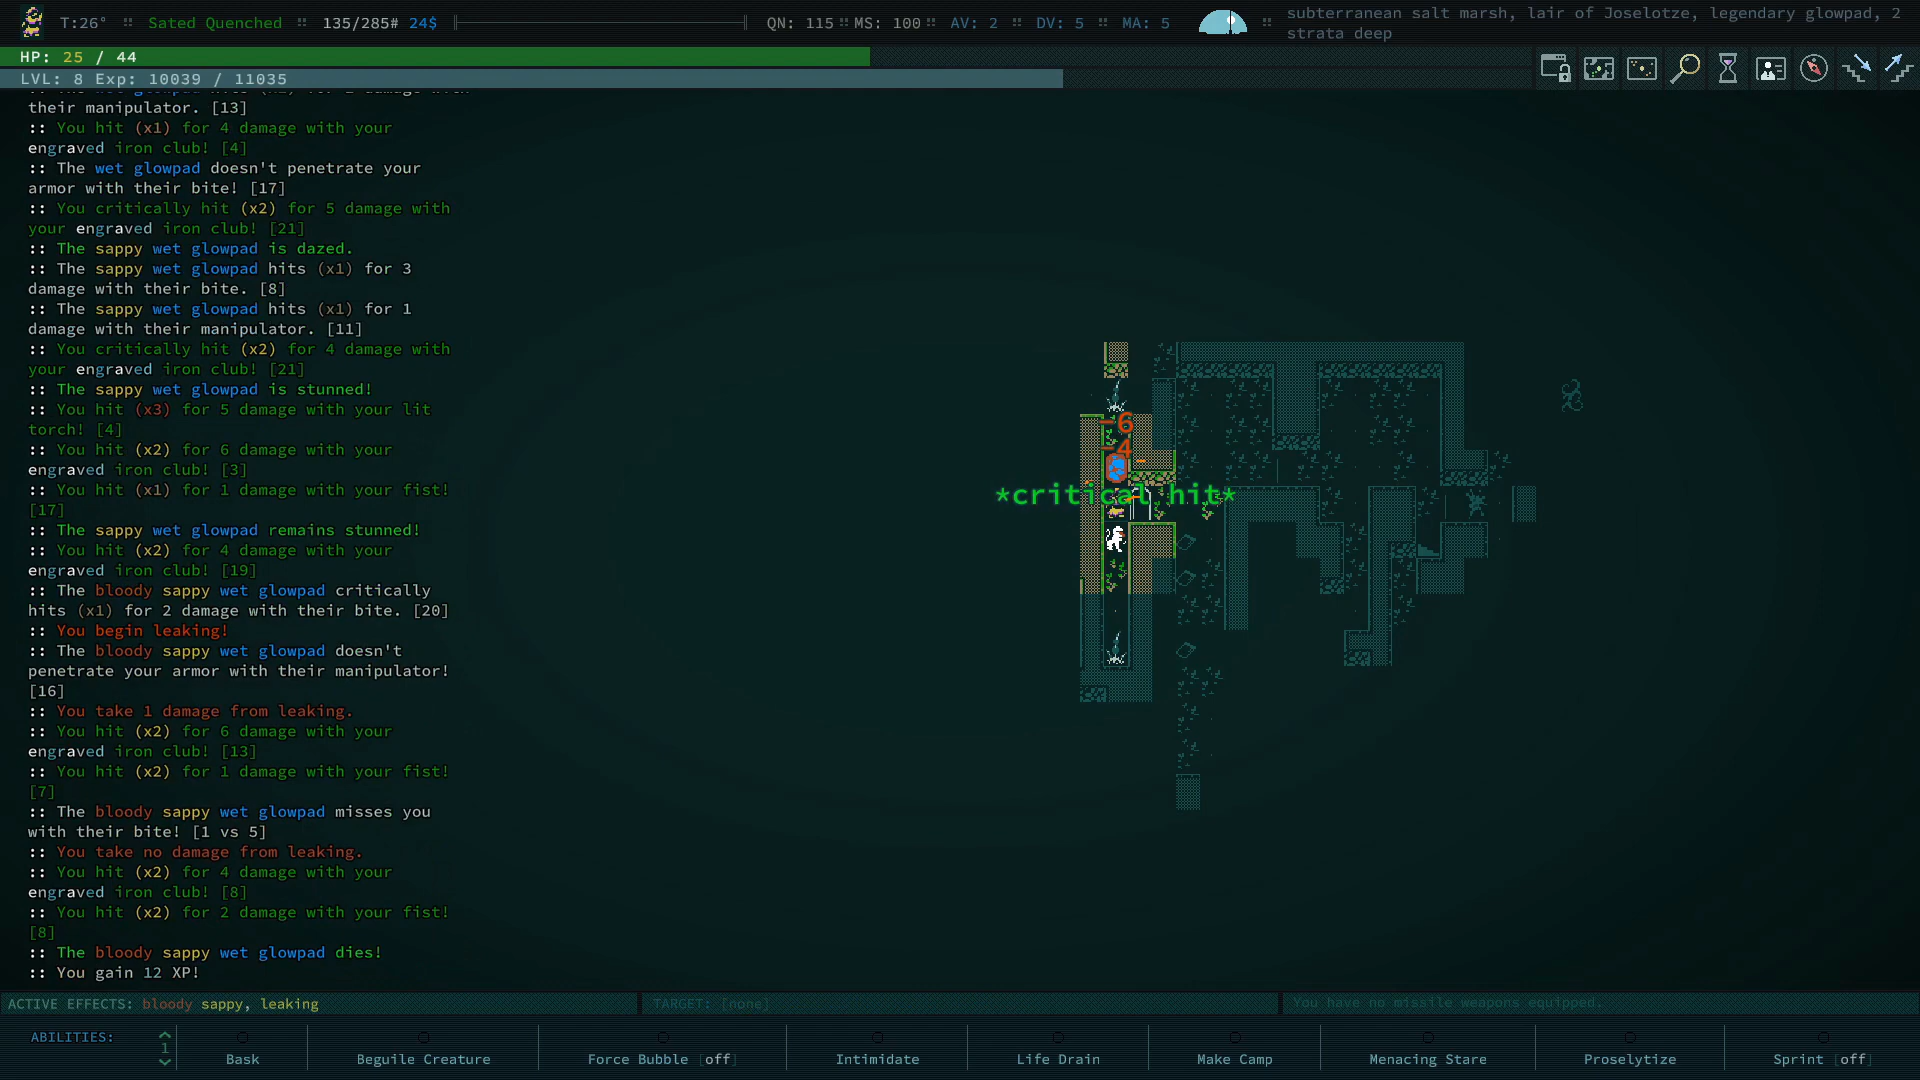 T:26° :: Sated Quenched :: 135/285# 24$ QN: 115 :: MS: 100 :: AV: 2 :: DV: 5 :: MA: 5 :: subterranean salt marsh, lair of Joselotze, legendary glowpad, 2
strata deep
HP: 25 / 44
LVL: 8 Exp: 10039 / 11035
their manipulator. [13]
:: You hit (x1) for 4 damage with your
engraved iron club! [4]
:: The wet glowpad doesn't penetrate your
armor with their bite! [17]
:: You critically hit (x2) for 5 damage with
your engraved iron club! [21]
:: The sappy wet glowpad is dazed.
:: The sappy wet glowpad hits (x1) for 3
damage with their bite. [8]
:: The sappy wet glowpad hits (x1) for 1
damage with their manipulator. [11]
:: You critically hit (x2) for 4 damage with
your engraved iron club! [21]
:: The sappy wet glowpad is stunned!
:: You hit (x3) for 5 damage with your lit
torch! [4]
:: You hit (x2) for 6 damage with your
engraved iron club! [3]
:: You hit (x1) for 1 damage with your fist!
[17]
:: The sappy wet glowpad remains stunned!
:: You hit (x2) for 4 damage with your
engraved iron club! [19]
:: The bloody sappy wet glowpad critically
hits (x1) for 2 damage with their bite. [20]
:: You begin leaking!
:: The bloody sappy wet glowpad doesn't
penetrate your armor with their manipulator!
[16]
:: You take 1 damage from leaking.
:: You hit (x2) for 6 damage with your
engraved iron club! [13]
:: You hit (x2) for 1 damage with your fist!
[7]
:: The bloody sappy wet glowpad misses you
with their bite! [1 vs 5]
:: You take no damage from leaking.
:: You hit (x2) for 4 damage with your
engraved iron club! [8]
:: You hit (x2) for 2 damage with your fist!
[8]
:: The bloody sappy wet glowpad dies!
:: You gain 12 XP!
-6
-4
*critical hit*
ACTIVE EFFECTS: bloody sappy, leaking
TARGET: [none]
You have no missile weapons equipped.
ABILITIES:
1
Bask
Beguile Creature
Force Bubble [off]
Intimidate
Life Drain
Make Camp
Menacing Stare
Proselytize
Sprint [off]